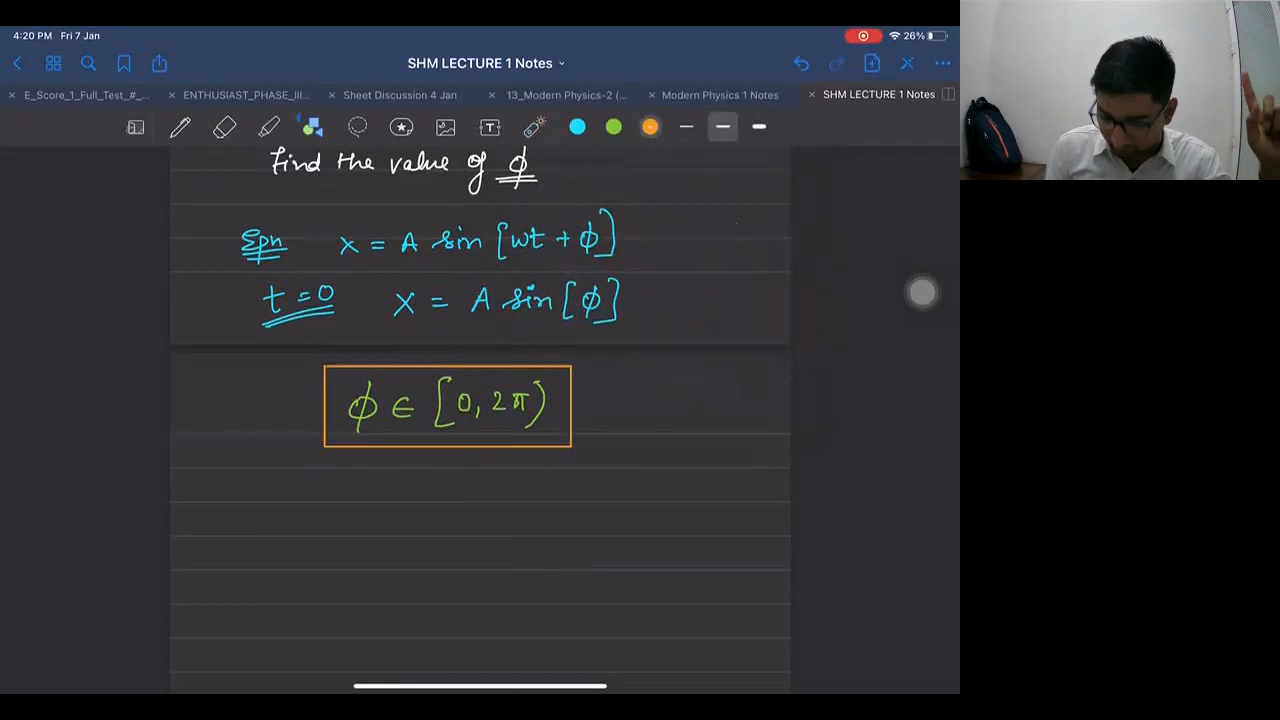 4:20 PM Fri 7 Jan
26%
SHM LECTURE 1 Notes
E_Score_1_Full_Test_#_...
ENTHUSIAST_PHASE_III...
Sheet Discussion 4 Jan
13_Modern Physics-2 (...
Modern Physics 1 Notes
SHM LECTURE 1 Notes
T
Find the value of ϕ
Eqn x = A sin [ωt + ϕ]
t = 0 x = A sin [ϕ]
ϕ ∈ [0, 2π)